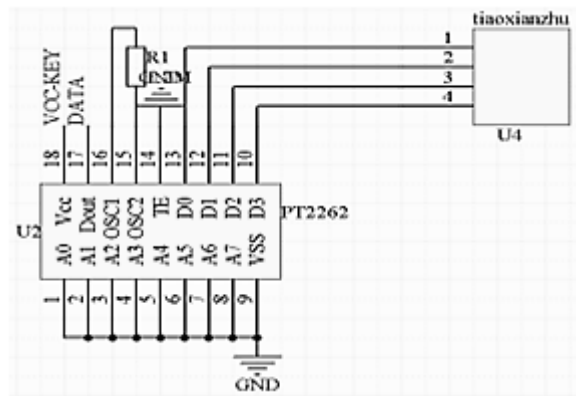 tiaoxianzhu
1
2
3
4
U4
R1
VCC-KEY
DATA
18
17
16
15
14
13
12
11
10
U2
Vcc
Dout
OSC1
OSC2
TE
D0
D1
D2
D3
PT2262
A0
A1
A2
A3
A4
A5
A6
A7
VSS
1
2
3
4
5
6
7
8
9
GND